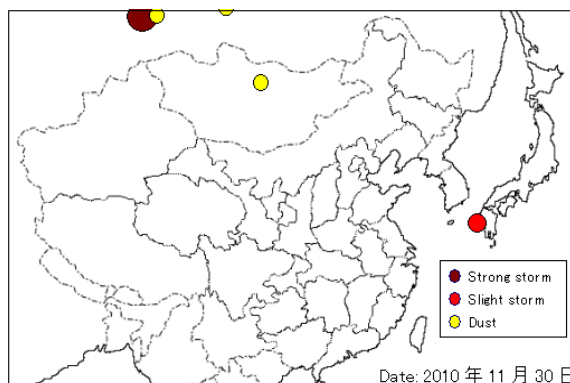 Strong storm
Slight storm
Dust
Date: 2010 年 11 月 30 日